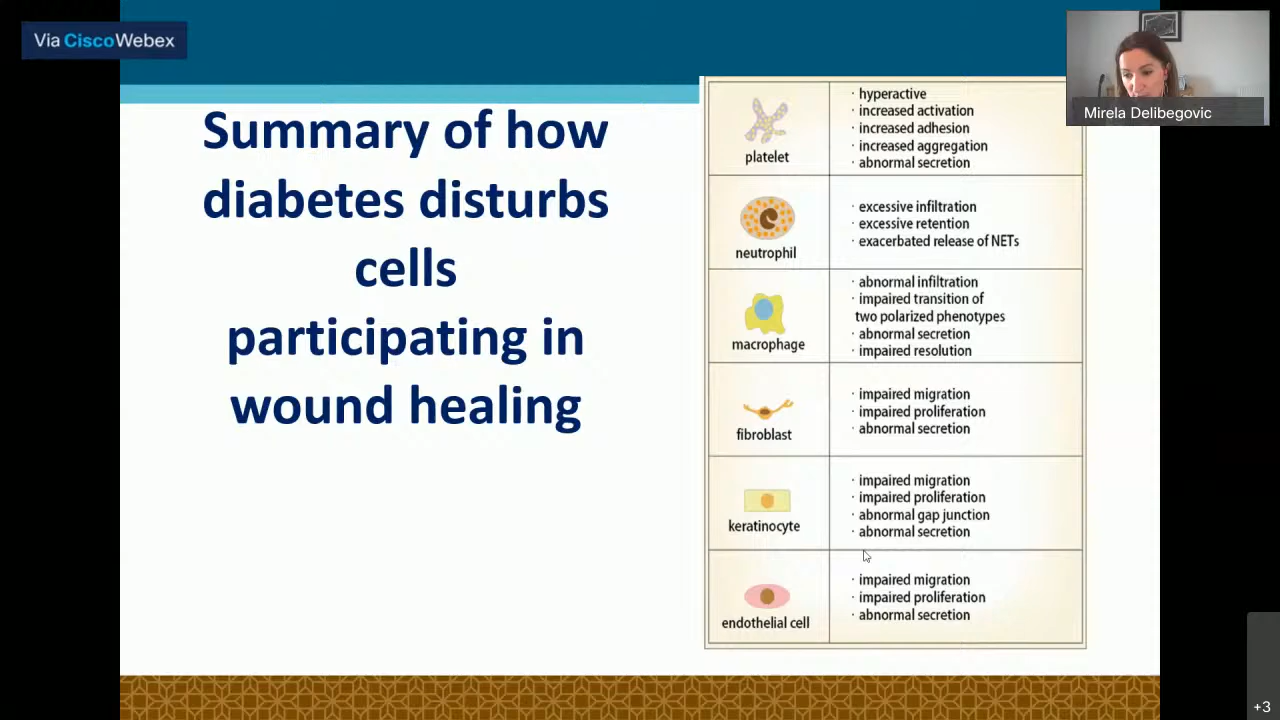 Via CiscoWebex
Summary of how
diabetes disturbs
cells
participating in
wound healing
platelet
· hyperactive
· increased activation
· increased adhesion
· increased aggregation
· abnormal secretion
neutrophil
· excessive infiltration
· excessive retention
· exacerbated release of NETs
macrophage
· abnormal infiltration
· impaired transition of
two polarized phenotypes
· abnormal secretion
· impaired resolution
fibroblast
· impaired migration
· impaired proliferation
· abnormal secretion
keratinocyte
· impaired migration
· impaired proliferation
· abnormal gap junction
· abnormal secretion
endothelial cell
· impaired migration
· impaired proliferation
· abnormal secretion
Mirela Delibegovic
+3